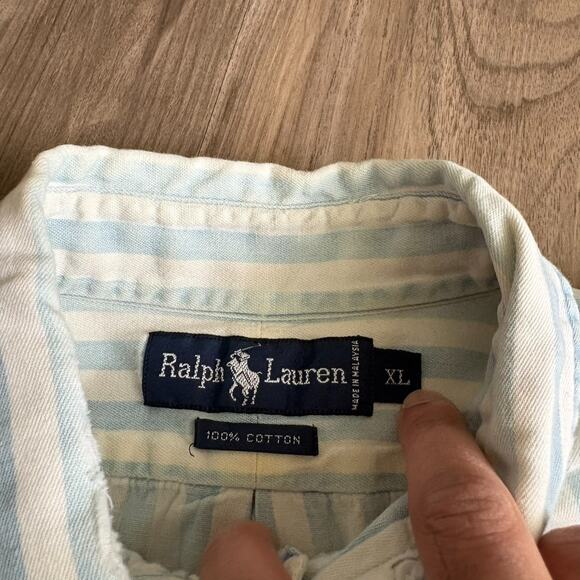 Ralph Lauren
MADE IN MALAYSIA
XL
100% COTTON